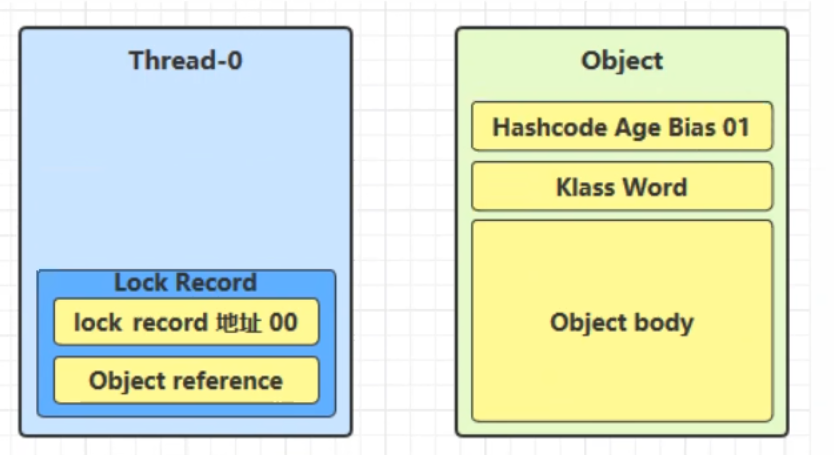 Thread-0
Lock Record
lock record 地址 00
Object reference
Object
Hashcode Age Bias 01
Klass Word
Object body